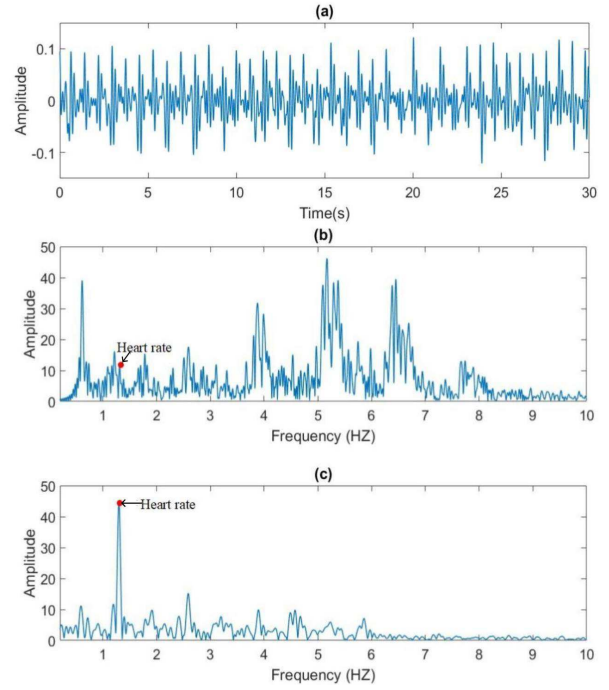 (a)
0.1
0
-0.1
Amplitude
0 5 10 15 20 25 30
Time(s)
(b)
50
40
30
20
10
0
Amplitude
Heart rate
1 2 3 4 5 6 7 8 9 10
Frequency (HZ)
(c)
50
40
30
20
10
0
Amplitude
Heart rate
1 2 3 4 5 6 7 8 9 10
Frequency (HZ)